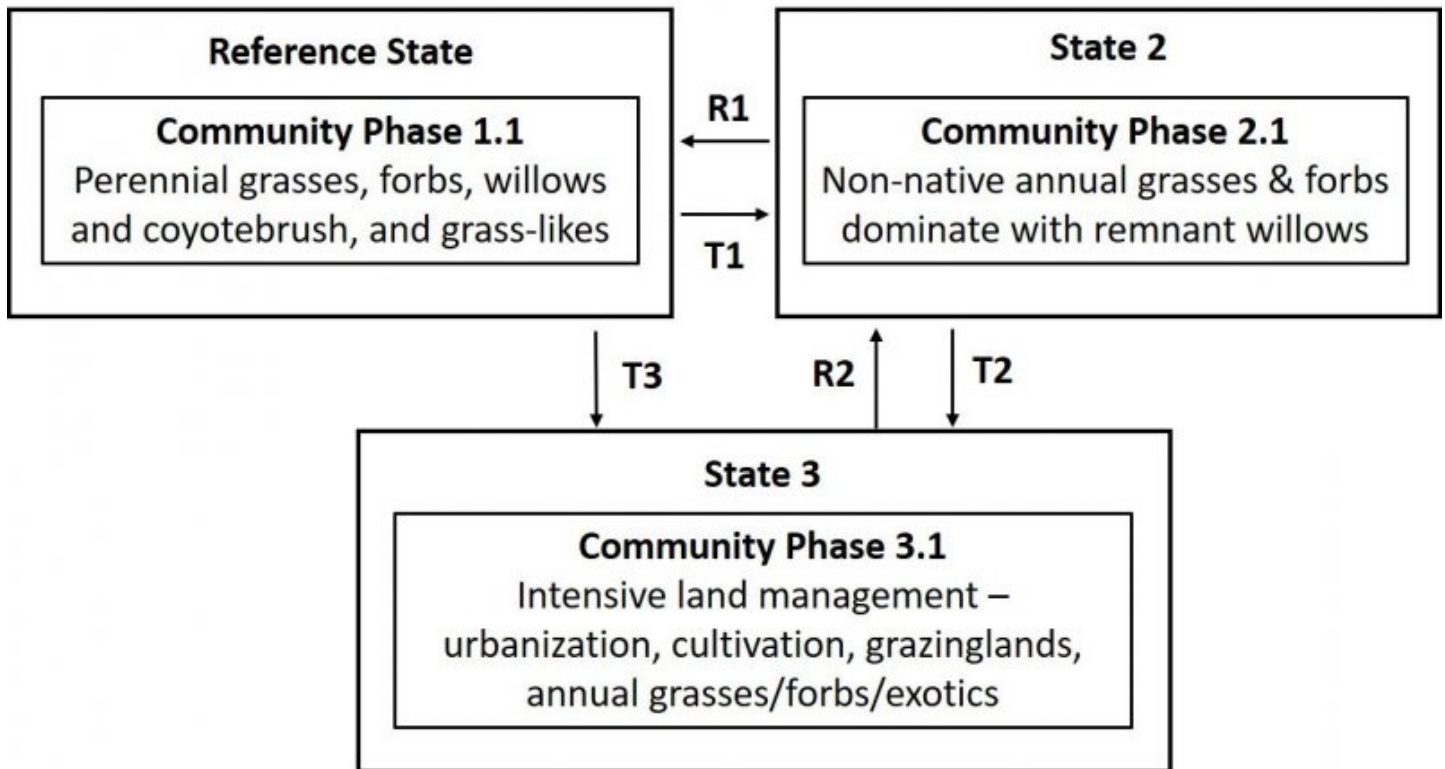 Reference State
Community Phase 1.1
Perennial grasses, forbs, willows
and coyotebrush, and grass-likes
R1
T1
State 2
Community Phase 2.1
Non-native annual grasses & forbs
dominate with remnant willows
T3
R2
T2
State 3
Community Phase 3.1
Intensive land management –
urbanization, cultivation, grazinglands,
annual grasses/forbs/exotics